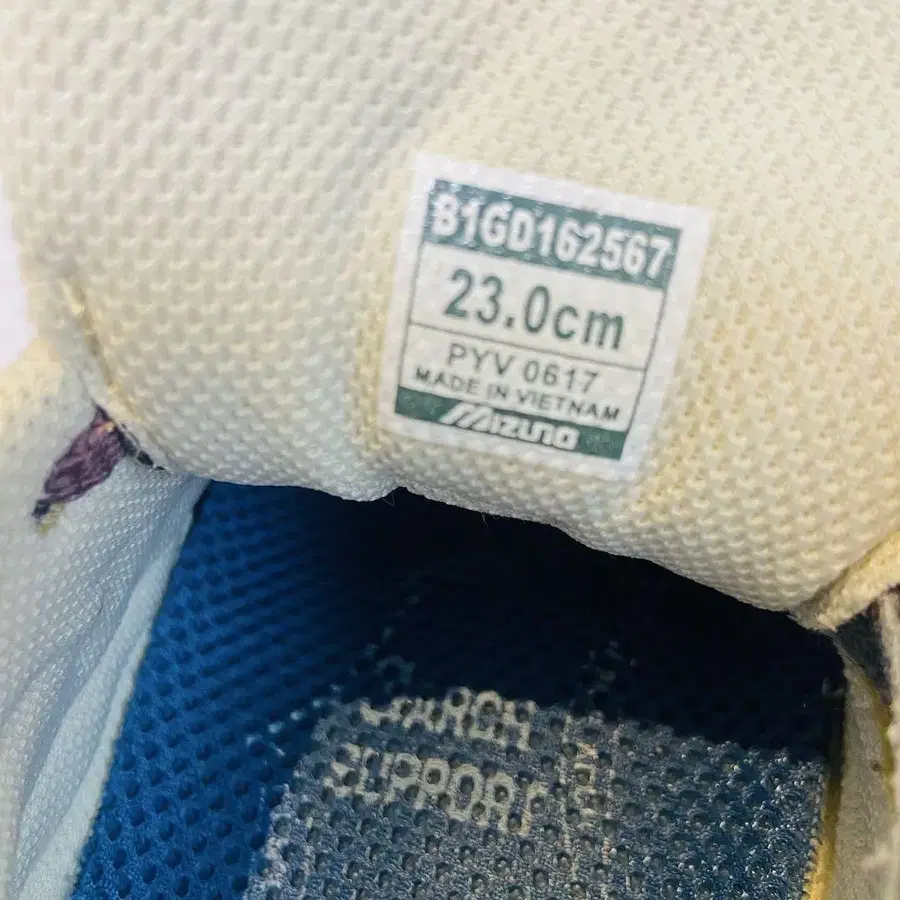 B1GD162567
23.0cm
PYV 0617
MADE IN VIETNAM
MIZUNO
ARCH
SUPPORT